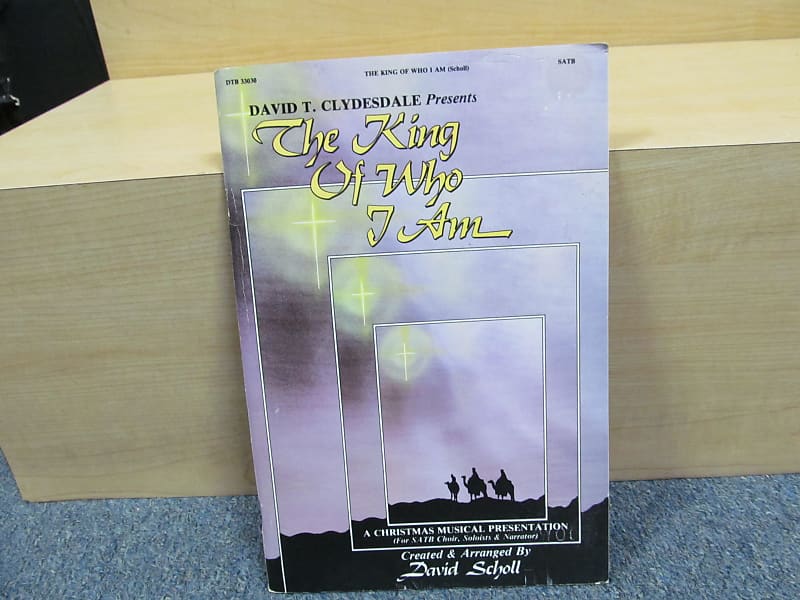 DTB 33030
THE KING OF WHO I AM (Scholl)
SATB
DAVID T. CLYDESDALE Presents
The King
Of Who
I Am
A CHRISTMAS MUSICAL PRESENTATION
(For SATB Choir, Soloists & Narrator)
Created & Arranged By
David Scholl